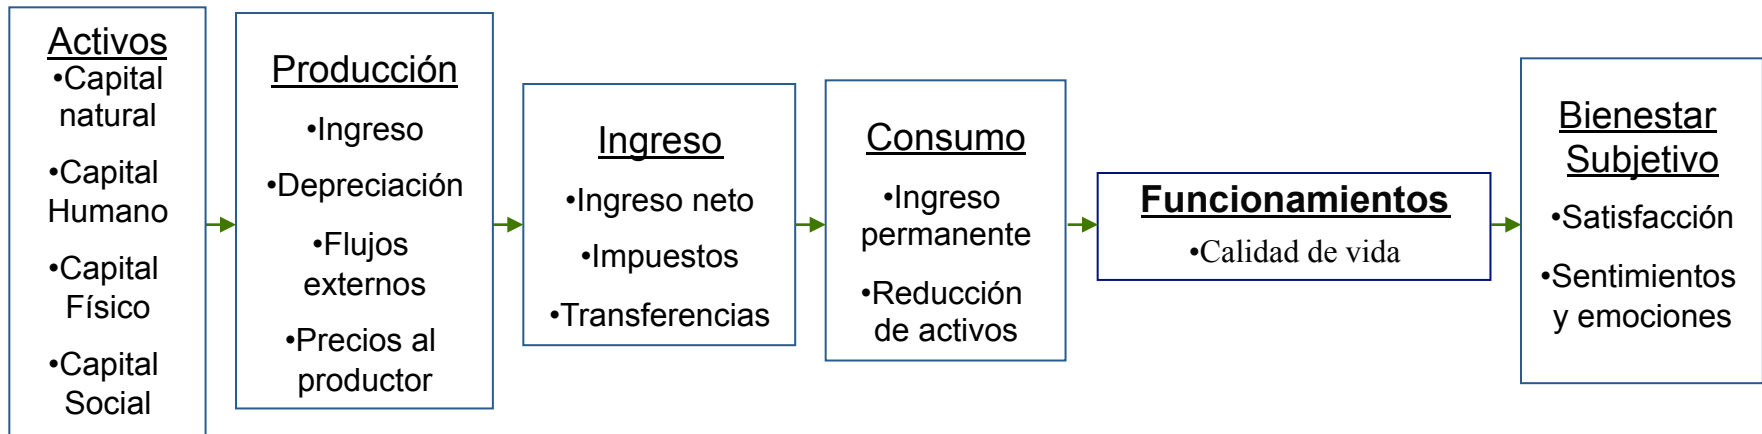 Activos
•Capital
natural
•Capital
Humano
•Capital
Físico
•Capital
Social
Producción
•Ingreso
•Depreciación
•Flujos
externos
•Precios al
productor
Ingreso
•Ingreso neto
•Impuestos
•Transferencias
Consumo
•Ingreso
permanente
•Reducción
de activos
Funcionamientos
•Calidad de vida
Bienestar
Subjetivo
•Satisfacción
•Sentimientos
y emociones